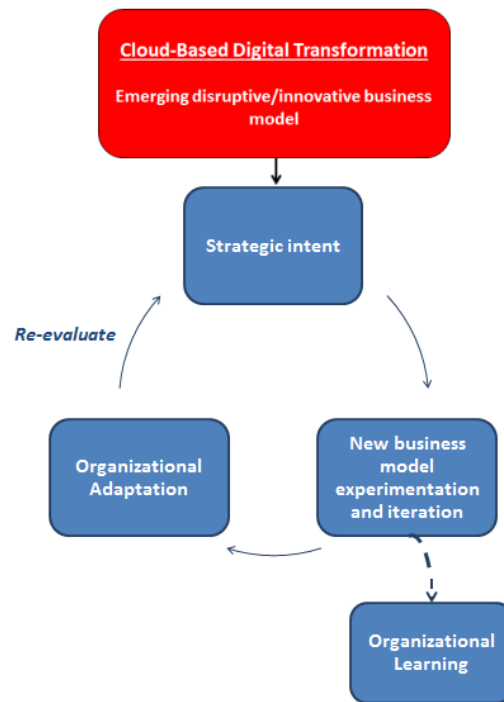 Cloud-Based Digital Transformation
Emerging disruptive/innovative business
model
Strategic intent
Re-evaluate
Organizational
Adaptation
New business
model
experimentation
and iteration
Organizational
Learning